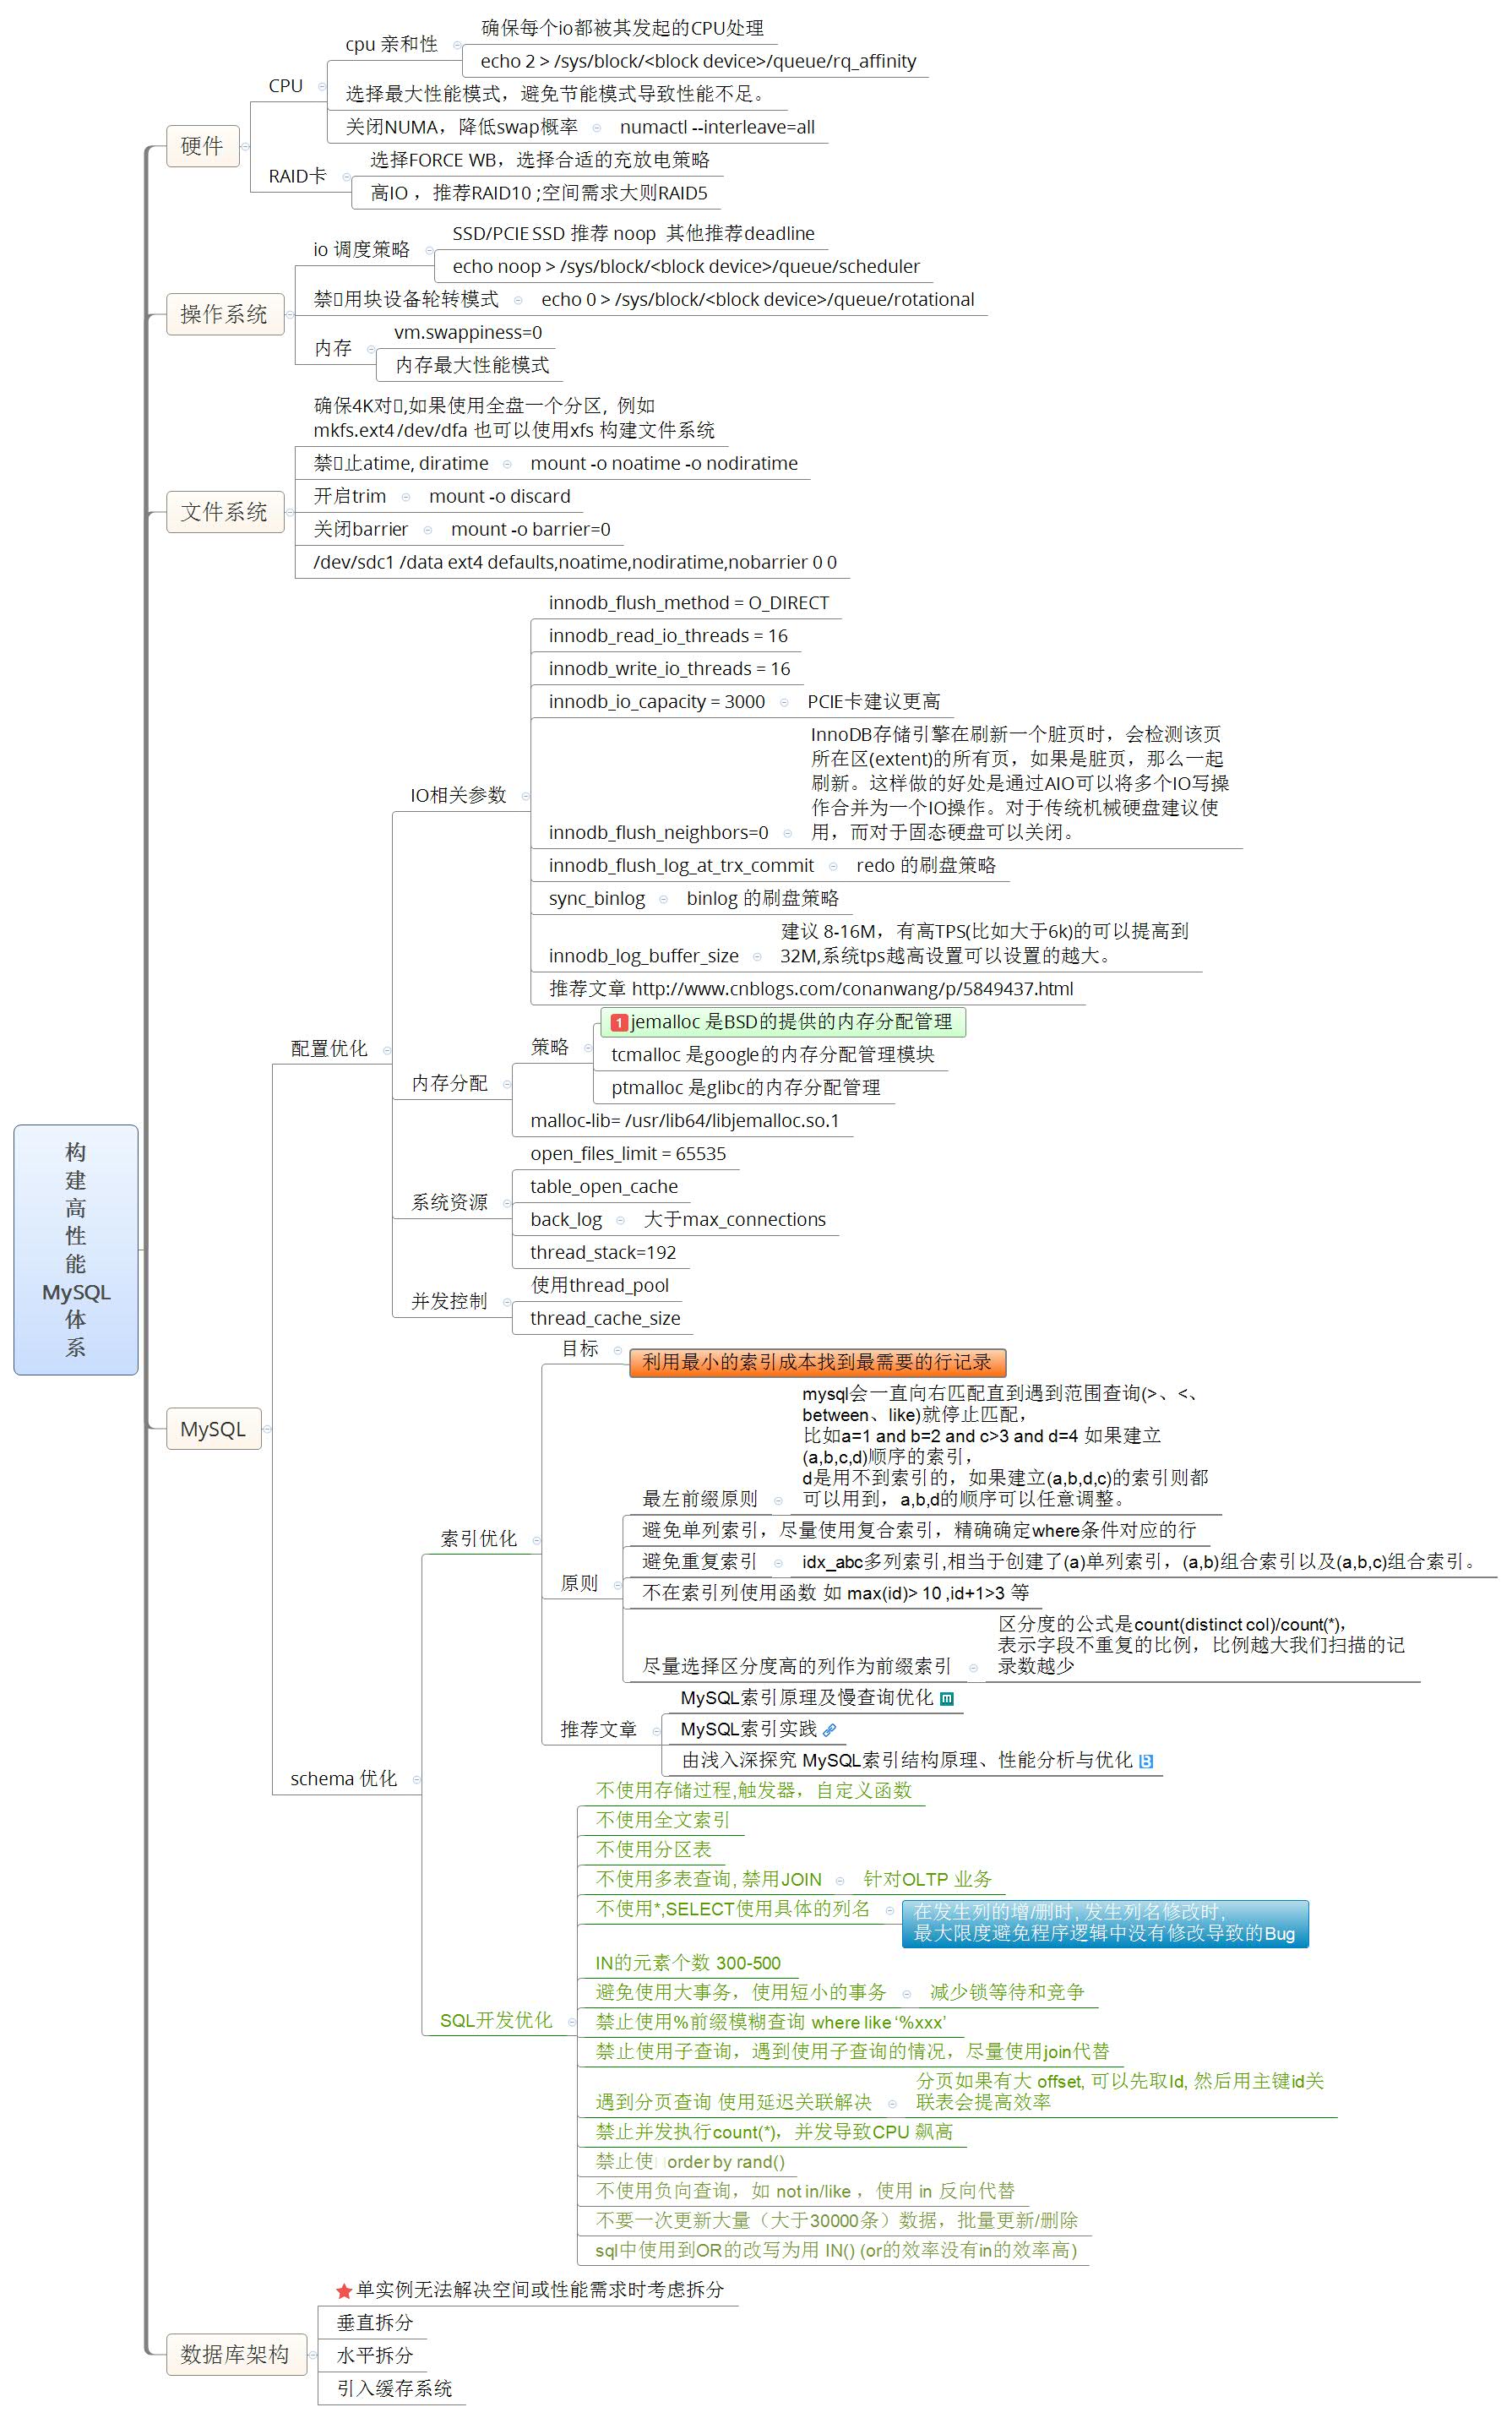 构
建
高
性
能
MySQL
体
系
硬件
CPU
cpu 亲和性
确保每个io都被其发起的CPU处理
echo 2 > /sys/block/<block device>/queue/rq_affinity
选择最大性能模式，避免节能模式导致性能不足。
关闭NUMA，降低swap概率
numactl --interleave=all
RAID卡
选择FORCE WB，选择合适的充放电策略
高IO ，推荐RAID10 ;空间需求大则RAID5
操作系统
io 调度策略
SSD/PCIE SSD 推荐 noop 其他推荐deadline
echo noop > /sys/block/<block device>/queue/scheduler
禁用块设备轮转模式
echo 0 > /sys/block/<block device>/queue/rotational
内存
vm.swappiness=0
内存最大性能模式
文件系统
确保4K对,如果使用全盘一个分区, 例如
mkfs.ext4 /dev/dfa 也可以使用xfs 构建文件系统
禁止atime, diratime
mount -o noatime -o nodiratime
开启trim
mount -o discard
关闭barrier
mount -o barrier=0
/dev/sdc1 /data ext4 defaults,noatime,nodiratime,nobarrier 0 0
MySQL
配置优化
IO相关参数
innodb_flush_method = O_DIRECT
innodb_read_io_threads = 16
innodb_write_io_threads = 16
innodb_io_capacity = 3000
PCIE卡建议更高
innodb_flush_neighbors=0
InnoDB存储引擎在刷新一个脏页时，会检测该页
所在区(extent)的所有页，如果是脏页，那么一起
刷新。这样做的好处是通过AIO可以将多个IO写操
作合并为一个IO操作。对于传统机械硬盘建议使
用，而对于固态硬盘可以关闭。
innodb_flush_log_at_trx_commit
redo 的刷盘策略
sync_binlog
binlog 的刷盘策略
innodb_log_buffer_size
建议 8-16M，有高TPS(比如大于6k)的可以提高到
32M,系统tps越高设置可以设置的越大。
推荐文章 http://www.cnblogs.com/conanwang/p/5849437.html
内存分配
策略
1 jemalloc 是BSD的提供的内存分配管理
tcmalloc 是google的内存分配管理模块
ptmalloc 是glibc的内存分配管理
malloc-lib= /usr/lib64/libjemalloc.so.1
系统资源
open_files_limit = 65535
table_open_cache
back_log
大于max_connections
thread_stack=192
并发控制
使用thread_pool
thread_cache_size
schema 优化
索引优化
目标
利用最小的索引成本找到最需要的行记录
原则
最左前缀原则
mysql会一直向右匹配直到遇到范围查询(>、<、
between、like)就停止匹配，
比如a=1 and b=2 and c>3 and d=4 如果建立
(a,b,c,d)顺序的索引，
d是用不到索引的，如果建立(a,b,d,c)的索引则都
可以用到，a,b,d的顺序可以任意调整。
避免单列索引，尽量使用复合索引，精确确定where条件对应的行
避免重复索引
idx_abc多列索引,相当于创建了(a)单列索引，(a,b)组合索引以及(a,b,c)组合索引。
不在索引列使用函数 如 max(id)> 10 ,id+1>3 等
尽量选择区分度高的列作为前缀索引
区分度的公式是count(distinct col)/count(*)，
表示字段不重复的比例，比例越大我们扫描的记
录数越少
推荐文章
MySQL索引原理及慢查询优化 m
MySQL索引实践
由浅入深探究 MySQL索引结构原理、性能分析与优化
SQL开发优化
不使用存储过程,触发器，自定义函数
不使用全文索引
不使用分区表
不使用多表查询, 禁用JOIN
针对OLTP 业务
不使用*,SELECT使用具体的列名
在发生列的增/删时, 发生列名修改时,
最大限度避免程序逻辑中没有修改导致的Bug
IN的元素个数 300-500
避免使用大事务，使用短小的事务
减少锁等待和竞争
禁止使用%前缀模糊查询 where like ‘%xxx’
禁止使用子查询，遇到使用子查询的情况，尽量使用join代替
遇到分页查询 使用延迟关联解决
分页如果有大 offset, 可以先取Id, 然后用主键id关
联表会提高效率
禁止并发执行count(*)，并发导致CPU 飙高
禁止使 order by rand()
不使用负向查询，如 not in/like ，使用 in 反向代替
不要一次更新大量（大于30000条）数据，批量更新/删除
sql中使用到OR的改写为用 IN() (or的效率没有in的效率高)
数据库架构
单实例无法解决空间或性能需求时考虑拆分
垂直拆分
水平拆分
引入缓存系统